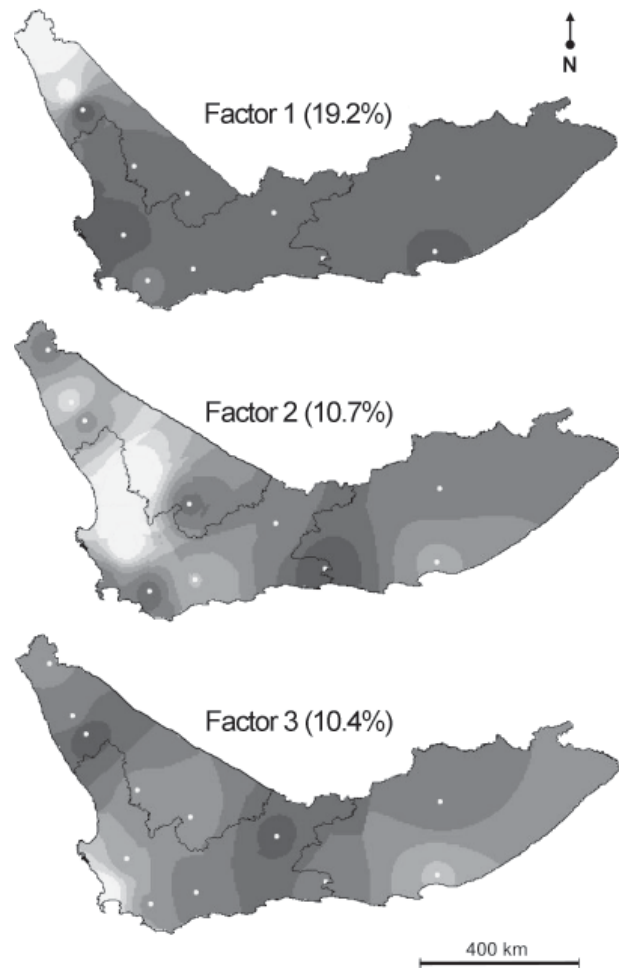 N
Factor 1 (19.2%)
Factor 2 (10.7%)
Factor 3 (10.4%)
400 km